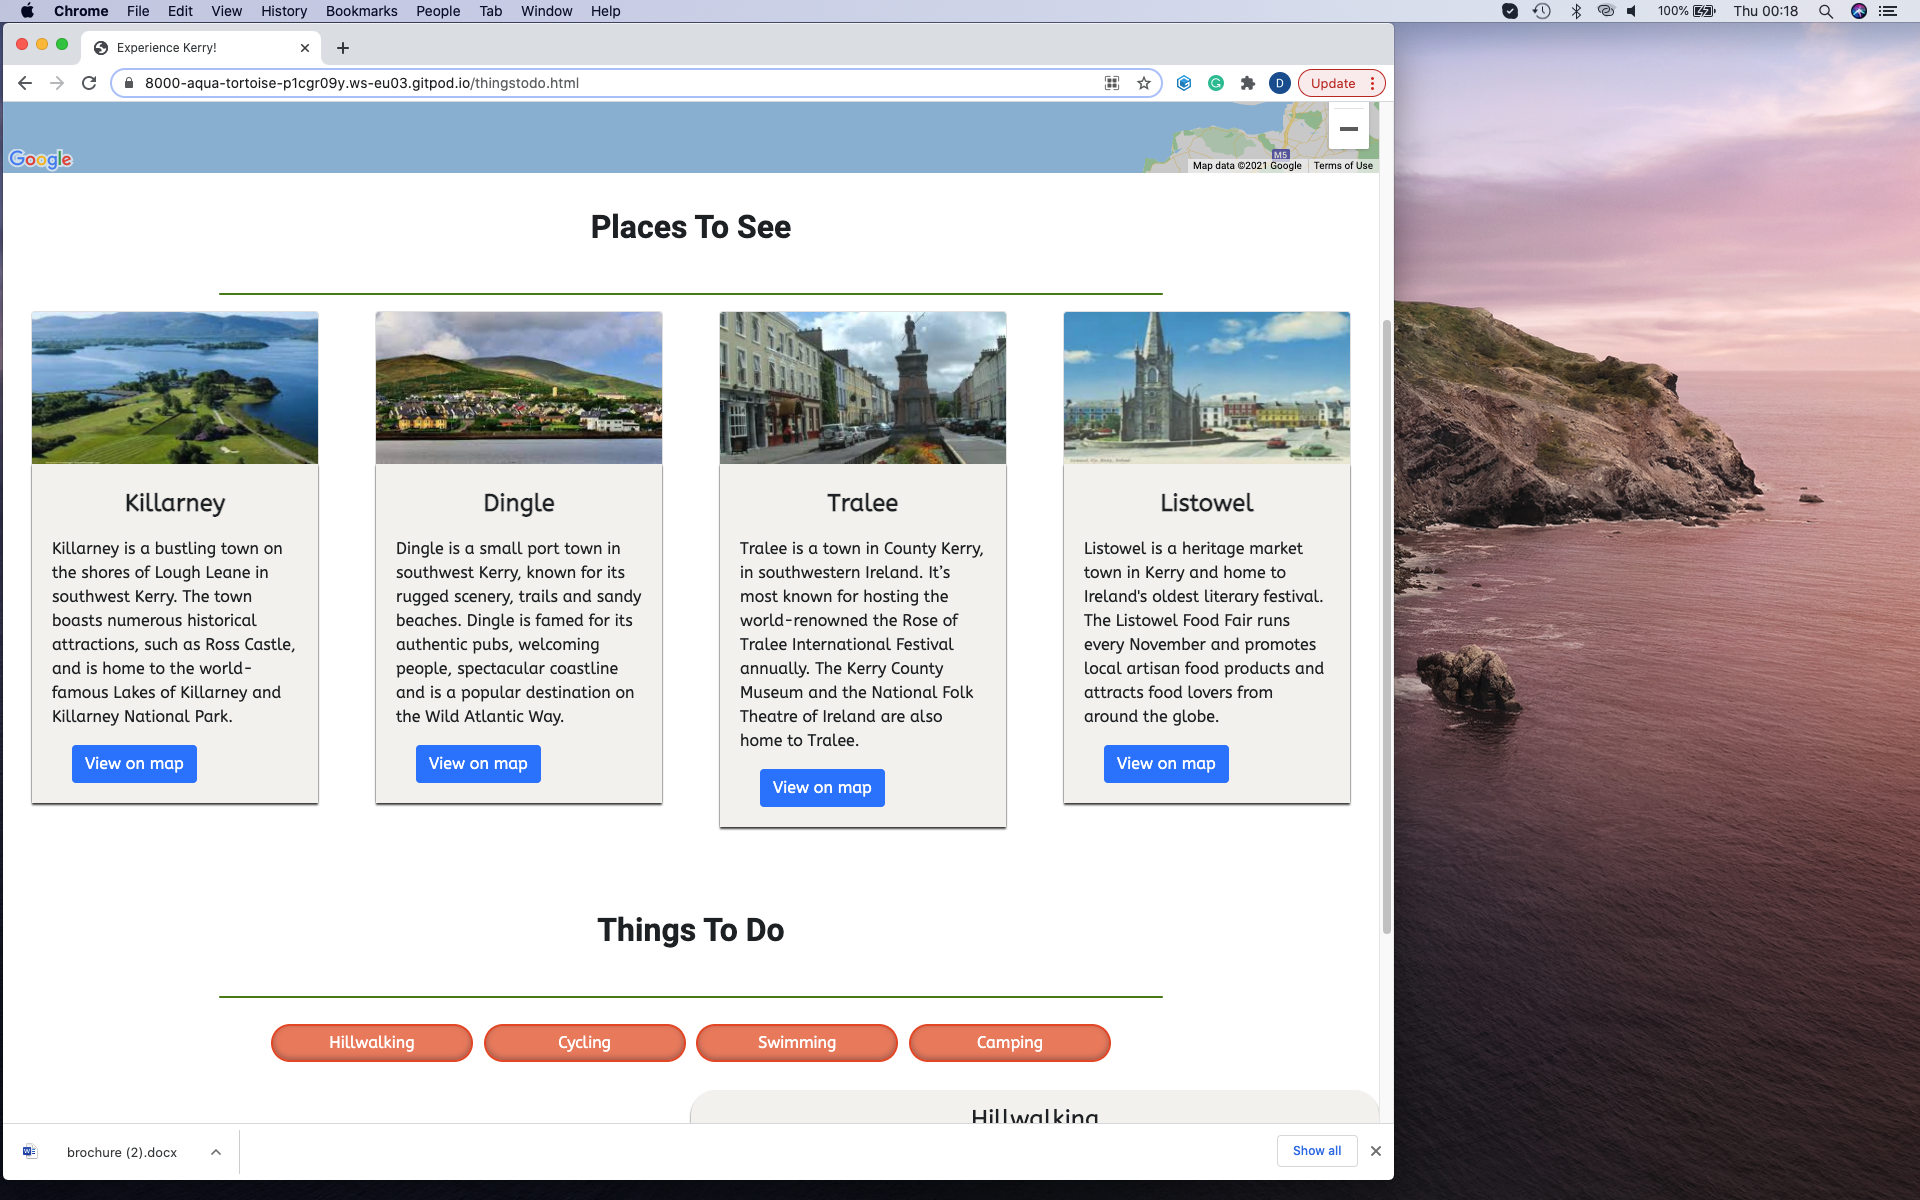 Chrome File Edit View History Bookmarks People Tab Window Help 100% Thu 00:18
Experience Kerry!
8000-aqua-tortoise-p1cgr09y.ws-eu03.gitpod.io/thingstodo.html D Update
Google M5
Map data ©2021 Google Terms of Use
Places To See
Killarney
Killarney is a bustling town on
the shores of Lough Leane in
southwest Kerry. The town
boasts numerous historical
attractions, such as Ross Castle,
and is home to the world-
famous Lakes of Killarney and
Killarney National Park.
View on map
Dingle
Dingle is a small port town in
southwest Kerry, known for its
rugged scenery, trails and sandy
beaches. Dingle is famed for its
authentic pubs, welcoming
people, spectacular coastline
and is a popular destination on
the Wild Atlantic Way.
View on map
Tralee
Tralee is a town in County Kerry,
in southwestern Ireland. It’s
most known for hosting the
world-renowned the Rose of
Tralee International Festival
annually. The Kerry County
Museum and the National Folk
Theatre of Ireland are also
home to Tralee.
View on map
Listowel
Listowel is a heritage market
town in Kerry and home to
Ireland's oldest literary festival.
The Listowel Food Fair runs
every November and promotes
local artisan food products and
attracts food lovers from
around the globe.
View on map
Things To Do
Hillwalking Cycling Swimming Camping
Hillwalking
brochure (2).docx Show all